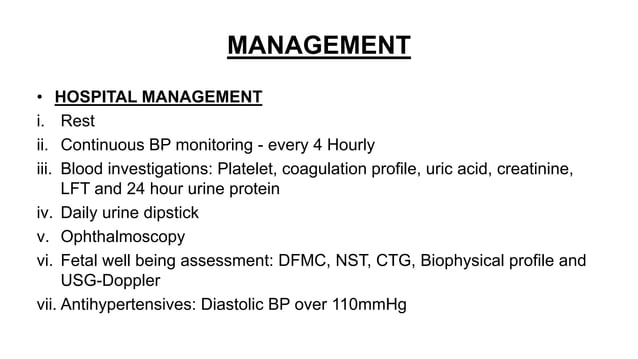 MANAGEMENT
• HOSPITAL MANAGEMENT
i. Rest
ii. Continuous BP monitoring - every 4 Hourly
iii. Blood investigations: Platelet, coagulation profile, uric acid, creatinine,
LFT and 24 hour urine protein
iv. Daily urine dipstick
v. Ophthalmoscopy
vi. Fetal well being assessment: DFMC, NST, CTG, Biophysical profile and
USG-Doppler
vii. Antihypertensives: Diastolic BP over 110mmHg